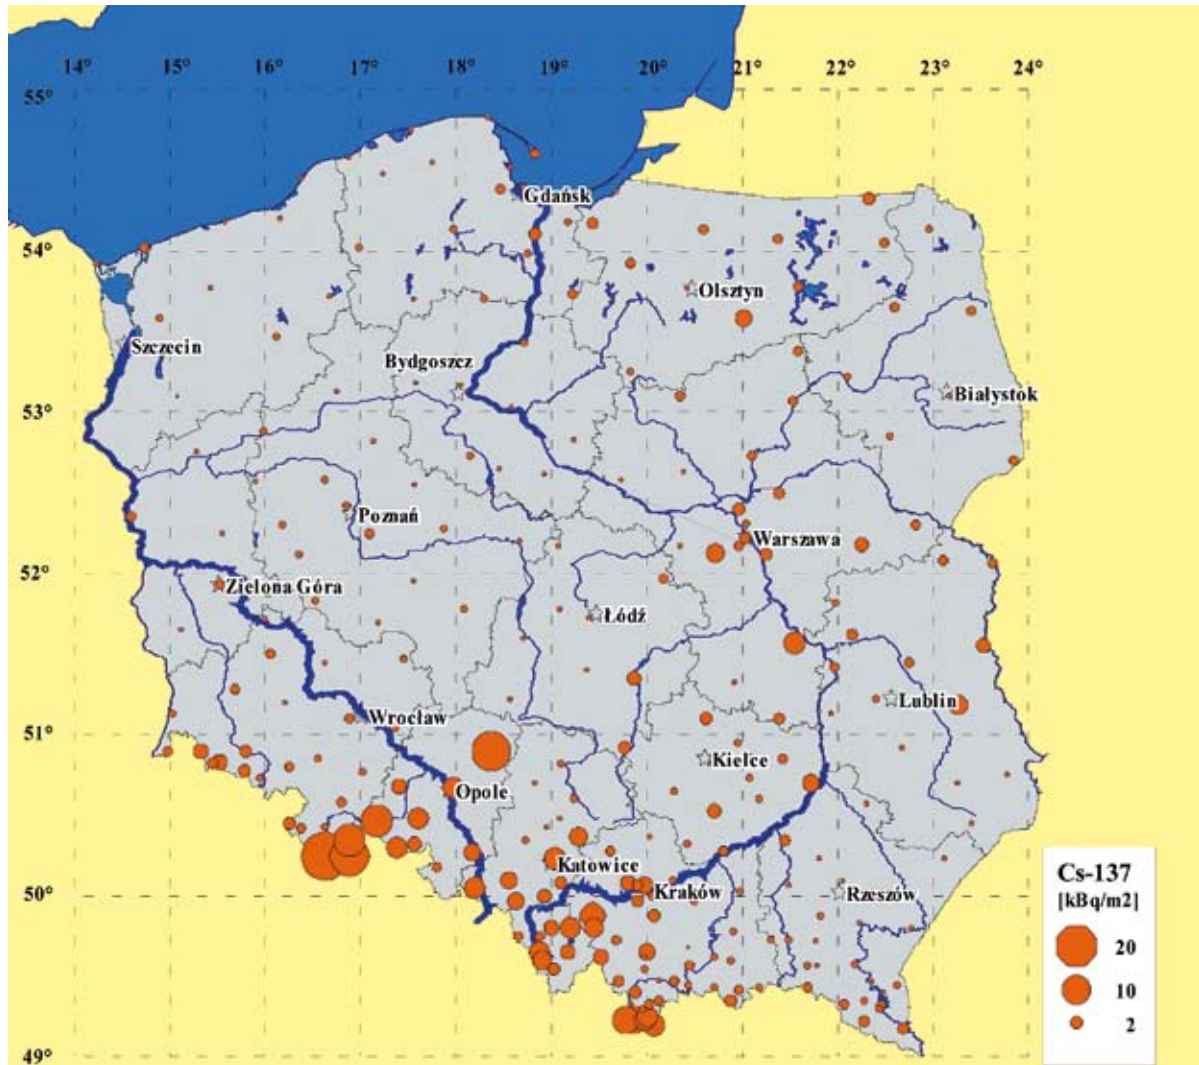 14° 15° 16° 17° 18° 19° 20° 21° 22° 23° 24°
55°
Gdańsk
54°
Olsztyn
Szczecin
Bydgoszcz
Białystok
53°
Poznań
Warszawa
52°
Zielona Góra
Łódź
Lublin
Wrocław
51°
Kielce
Opole
Katowice
Kraków
Rzeszów
50°
49°
Cs-137
[kBq/m2]
20
10
2